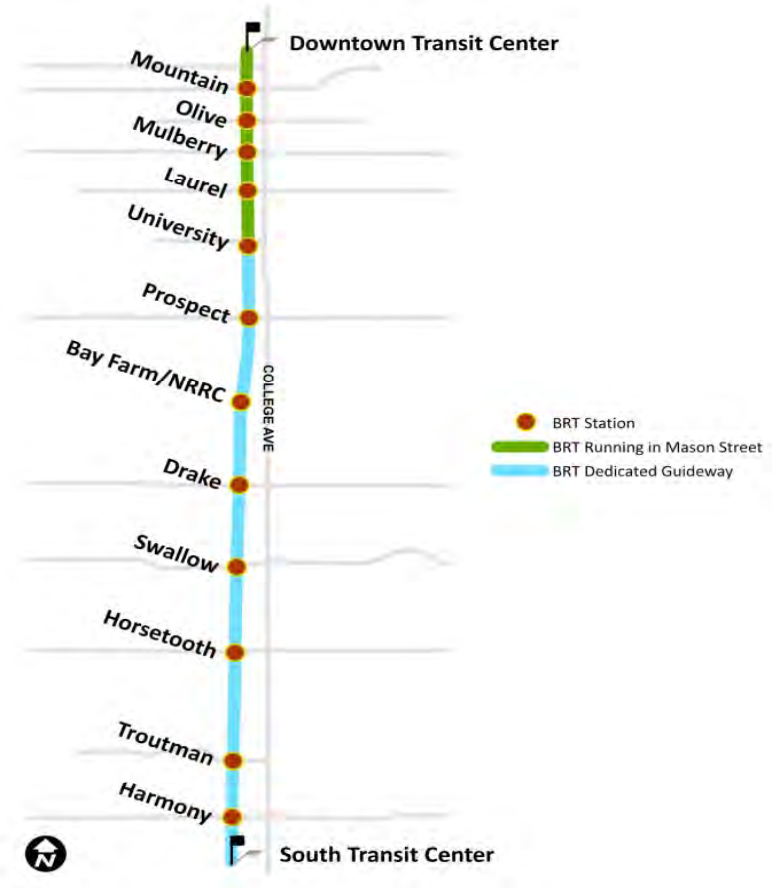 Downtown Transit Center
Mountain
Olive
Mulberry
Laurel
University
Prospect
Bay Farm/NRRC
COLLEGE AVE
BRT Station
BRT Running in Mason Street
BRT Dedicated Guideway
Drake
Swallow
Horsetooth
Troutman
Harmony
South Transit Center
N